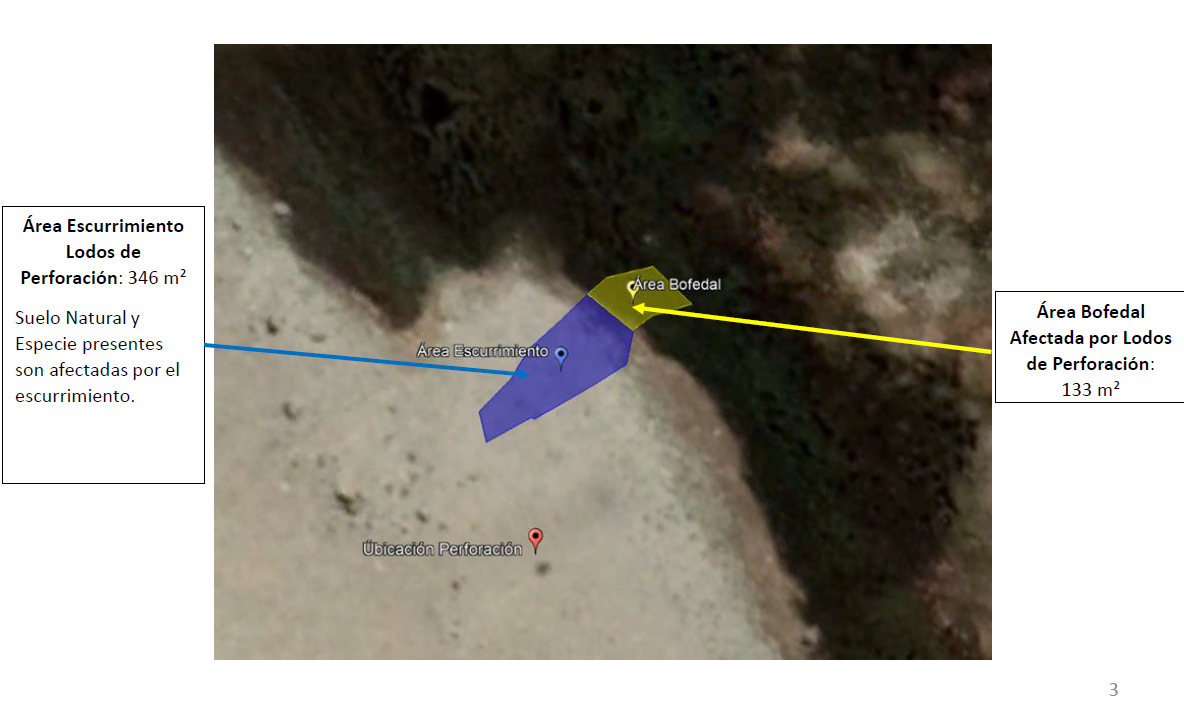 Área Escurrimiento
Lodos de
Perforación: 346 m²
Suelo Natural y
Especie presentes
son afectadas por el
escurrimiento.
Área Bofedal
Área Escurrimiento
Úbicación Perforación
Área Bofedal
Afectada por Lodos
de Perforación:
133 m²
3